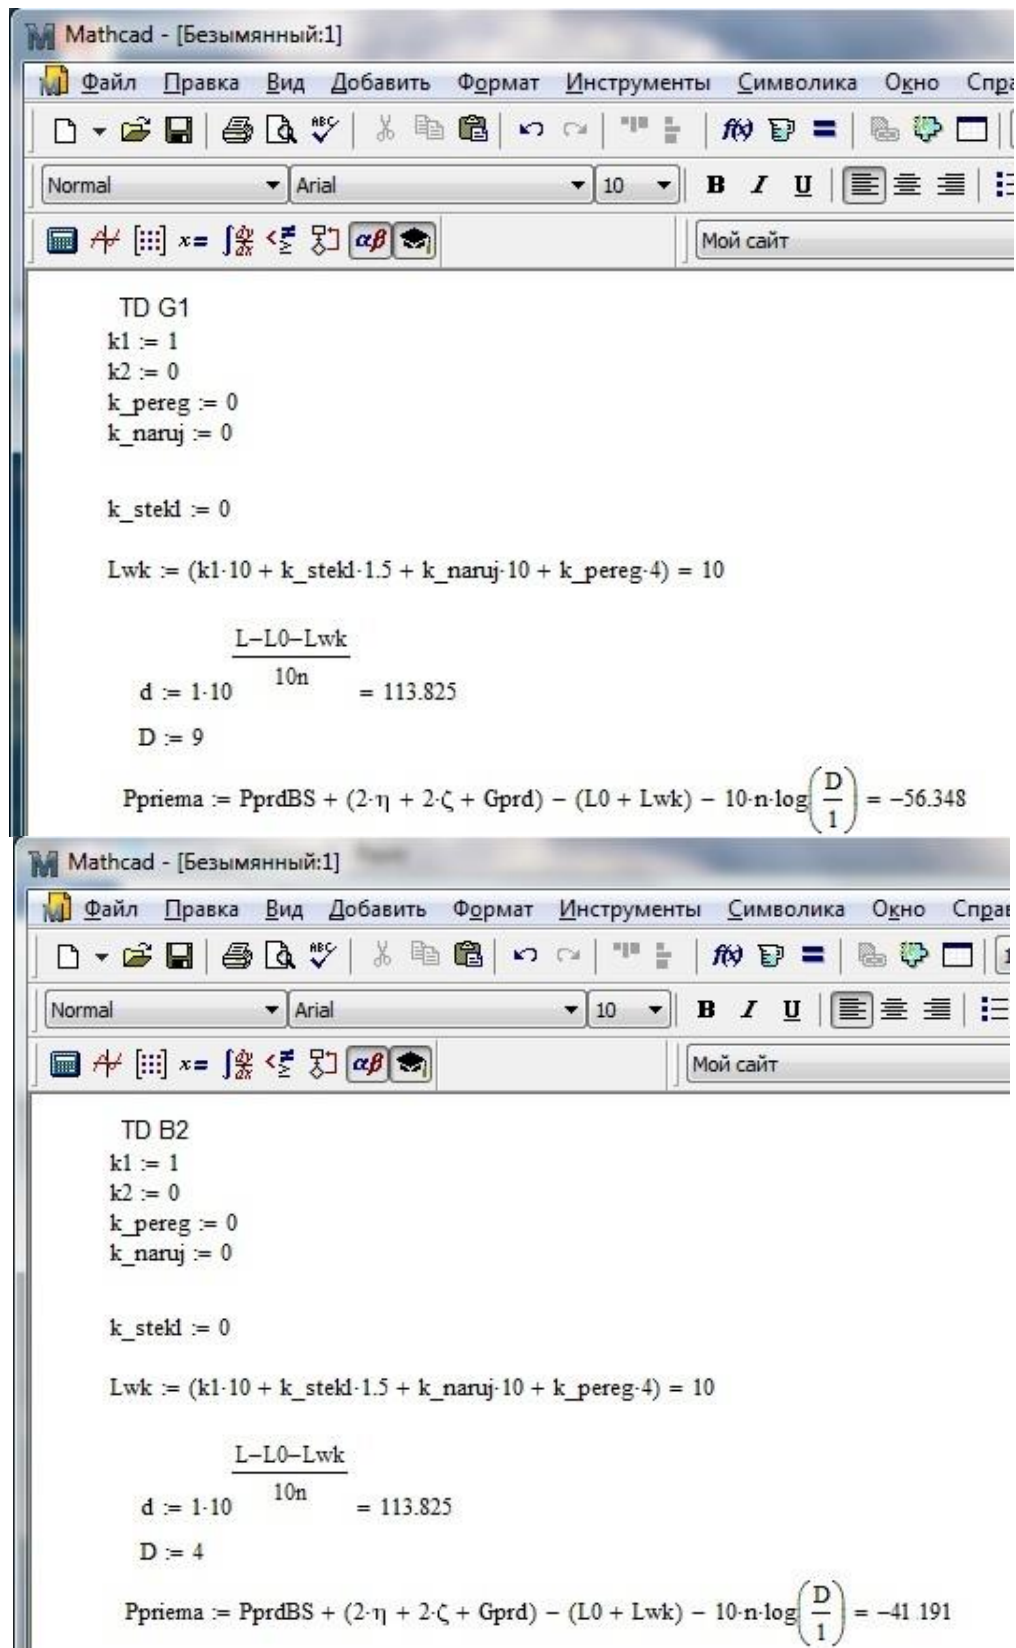 Mathcad - [Безымянный:1]
Файл Правка Вид Добавить Формат Инструменты Символика Окно Спра
Normal Arial 10 B I U
Мой сайт
TD G1
k1 := 1
k2 := 0
k_pereg := 0
k_naruj := 0
k_stekl := 0
Lwk := (k1·10 + k_stekl·1.5 + k_naruj·10 + k_pereg·4) = 10
L−L0−Lwk
10n
d := 1·10 = 113.825
D := 9
Ppriema := PprdBS + (2·η + 2·ζ + Gprd) − (L0 + Lwk) − 10·n·log(D/1) = −56.348
Mathcad - [Безымянный:1]
Файл Правка Вид Добавить Формат Инструменты Символика Окно Справ
Normal Arial 10 B I U
Мой сайт
TD B2
k1 := 1
k2 := 0
k_pereg := 0
k_naruj := 0
k_stekl := 0
Lwk := (k1·10 + k_stekl·1.5 + k_naruj·10 + k_pereg·4) = 10
L−L0−Lwk
10n
d := 1·10 = 113.825
D := 4
Ppriema := PprdBS + (2·η + 2·ζ + Gprd) − (L0 + Lwk) − 10·n·log(D/1) = −41.191